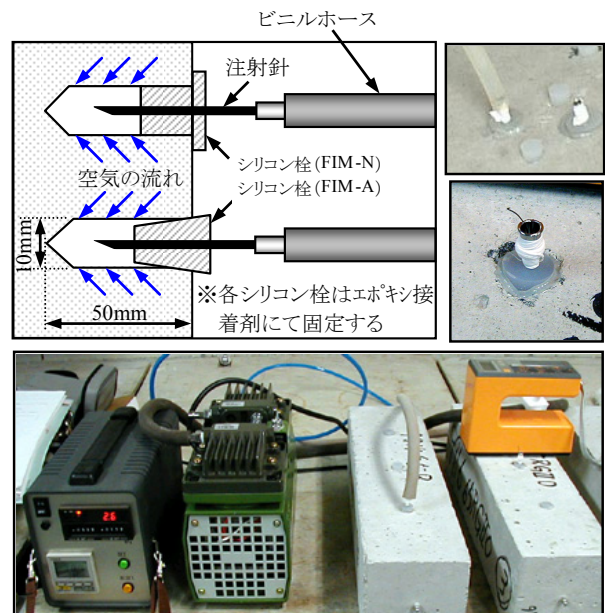 ビニルホース
注射針
シリコン栓(FIM-N)
シリコン栓(FIM-A)
空気の流れ
10mm
50mm
※各シリコン栓はエポキシ接
着剤にて固定する
2.6